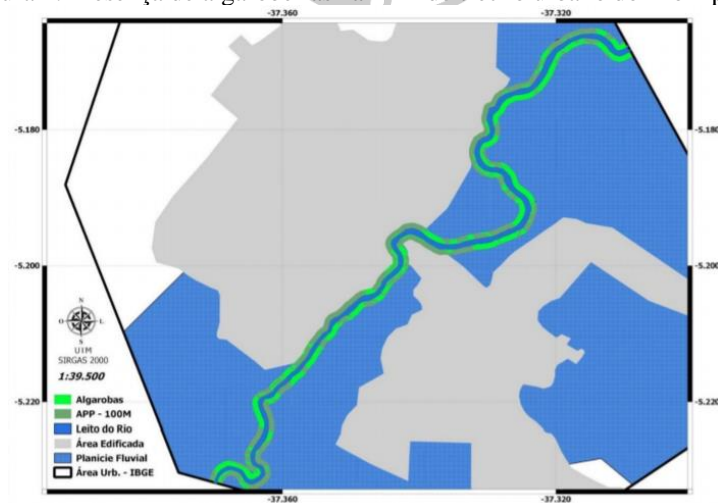 -37.360 -37.320
-5.180 -5.180
-5.200 -5.200
-5.220 -5.220
N
O L
S
UTM
SIRGAS 2000
1:39.500
Algarobas
APP - 100M
Leito do Rio
Área Edificada
Planicie Fluvial
Área Urb. - IBGE
-37.360 -37.320